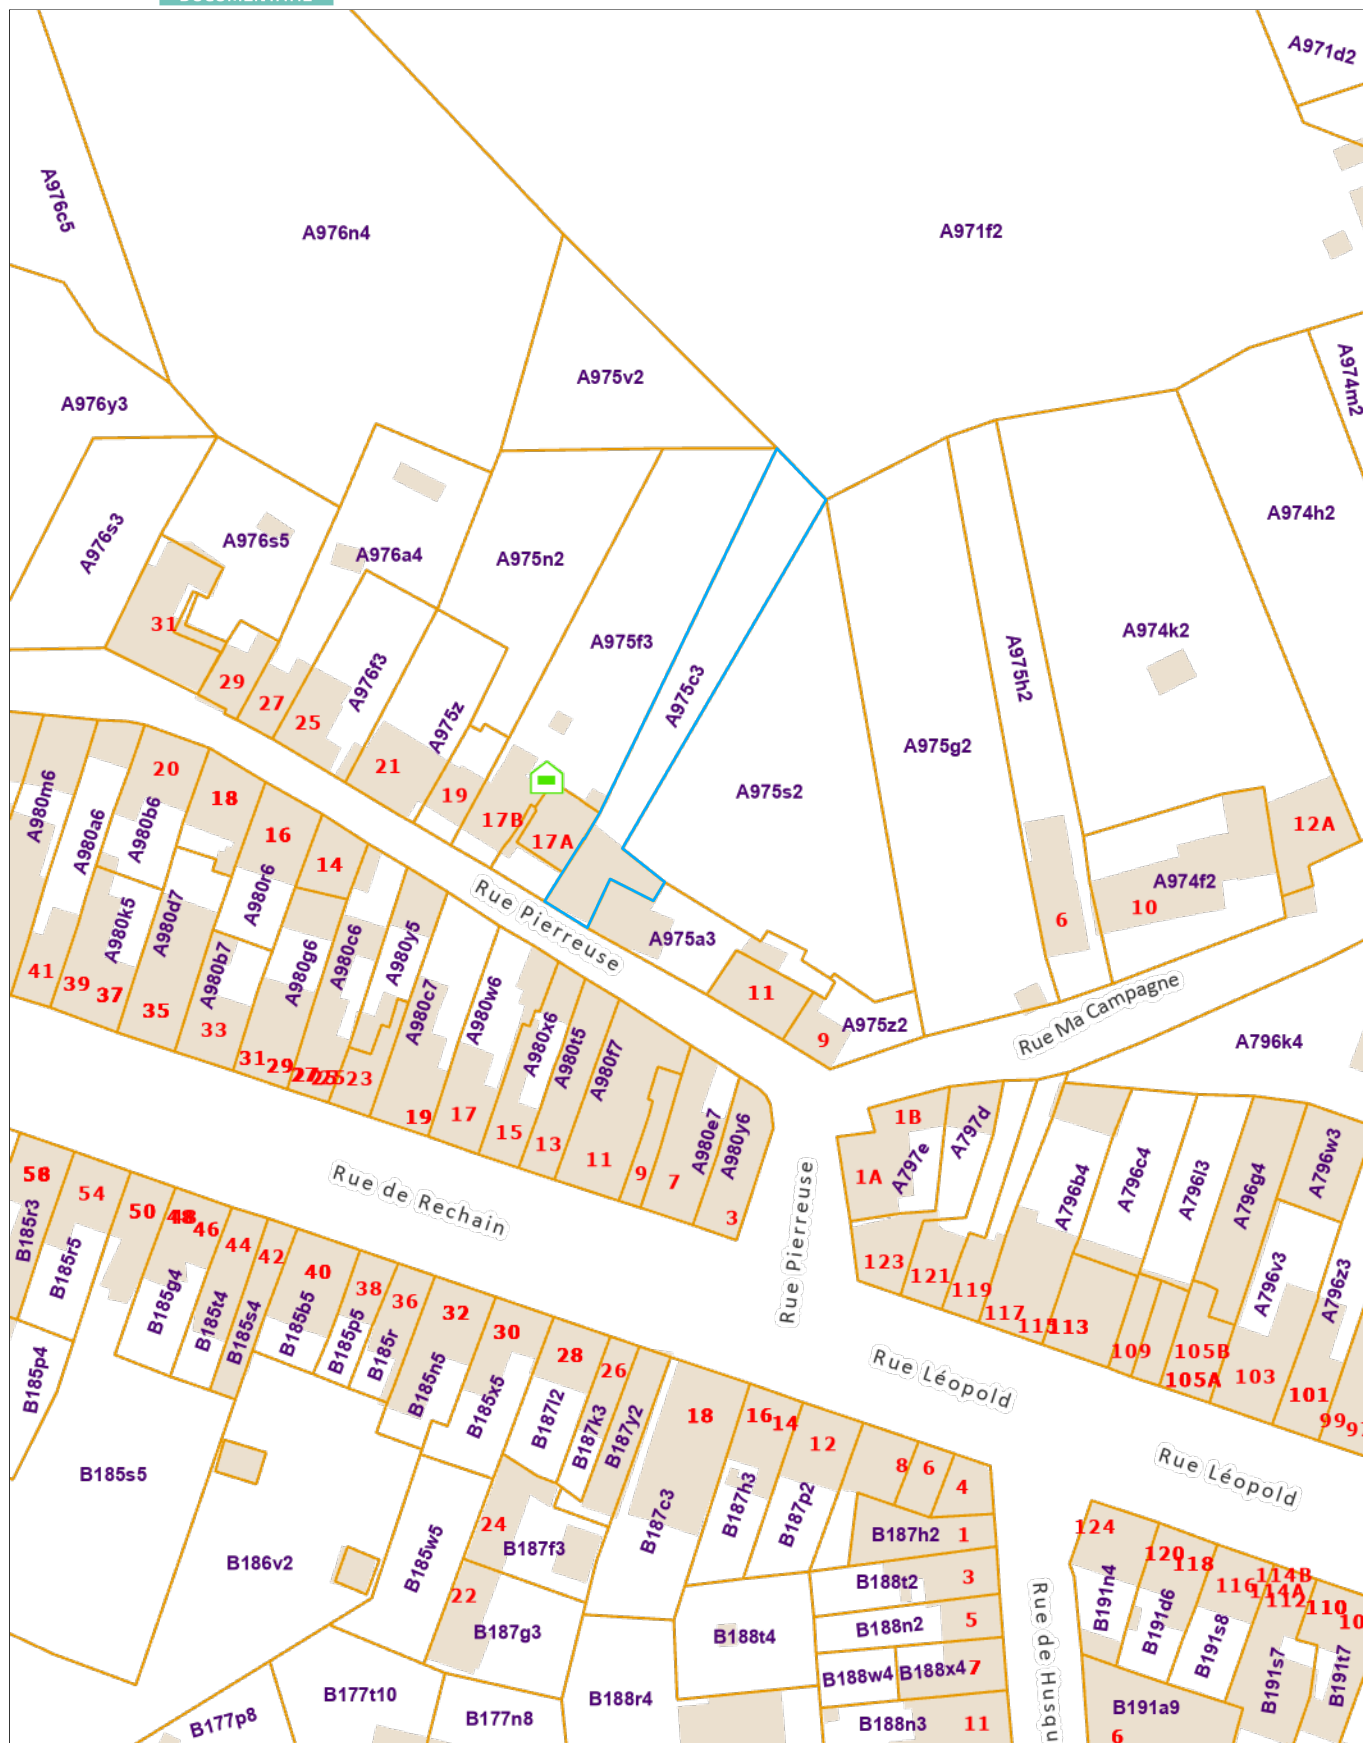 A971d2
A976c5
A976n4
A971f2
A975v2
A974m2
A976y3
A974h2
A976s3
A976s5
A976a4
A975n2
31
A975f3
A975h2
A974k2
29
27
25
A976f3
A975z
A975c3
A975g2
21
19
17B
17A
A975s2
12A
A974f2
10
6
A980m6
A980a6
20
A980b6
18
16
14
A980k5
A980d7
A980r6
A980b7
A980g6
A980c6
A980y5
A980c7
A980w6
Rue Pierreuse
A975a3
11
9
A975z2
Rue Ma Campagne
A796k4
41
39
37
35
33
31
29
23
19
17
15
13
11
9
7
3
A980x6
A980t5
A980f7
A980e7
A980y6
1B
1A
A797e
A797d
A796b4
A796c4
A796l3
A796g4
A796w3
A796v3
A796z3
Rue de Rechain
Rue Pierreuse
123
121
119
117
113
109
105B
105A
103
101
99
B185r3
54
50
46
44
42
40
38
36
32
30
28
26
B185r5
B185g4
B185t4
B185s4
B185b5
B185p5
B185r
B185n5
B185x5
B187l2
B187k3
B187y2
Rue Léopold
18
16
14
12
8
6
4
B185p4
B185s5
B186v2
B185w5
24
B187f3
22
B187g3
B187c3
B187h3
B187p2
B187h2
1
B188t2
3
B188n2
5
B188w4
B188x4
7
B188n3
11
B188t4
B188r4
B177t10
B177p8
B177n8
Rue Léopold
Rue de Husqu
124
120
118
116
114B
114A
112
110
10
B191n4
B191d6
B191s8
B191s7
B191t7
B191a9
6